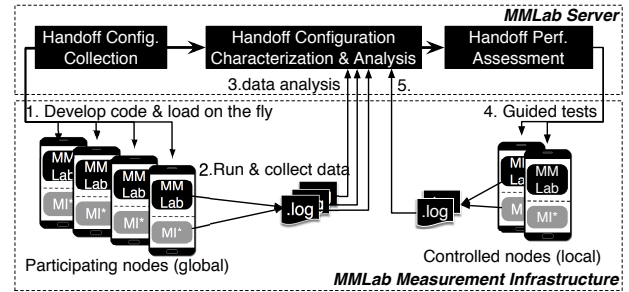 MMLab Server
Handoff Config.
Collection
Handoff Configuration
Characterization & Analysis
Handoff Perf.
Assessment
3.data analysis
5.
1. Develop code & load on the fly
4. Guided tests
2.Run & collect data
MM
Lab
MI*
MM
Lab
MI*
MM
Lab
MI*
MM
Lab
MI*
.log
.log
MM
Lab
MI*
MM
Lab
MI*
Participating nodes (global)
Controlled nodes (local)
MMLab Measurement Infrastructure